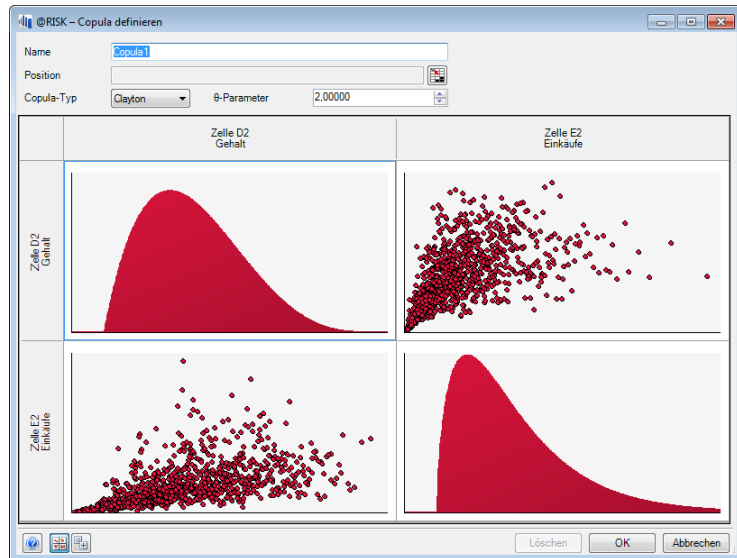 @RISK – Copula definieren
Name
Copula1
Position
Copula-Typ
Clayton
θ-Parameter
2,00000
Zelle D2
Gehalt
Zelle E2
Einkäufe
Zelle D2
Gehalt
Zelle E2
Einkäufe
Löschen
OK
Abbrechen